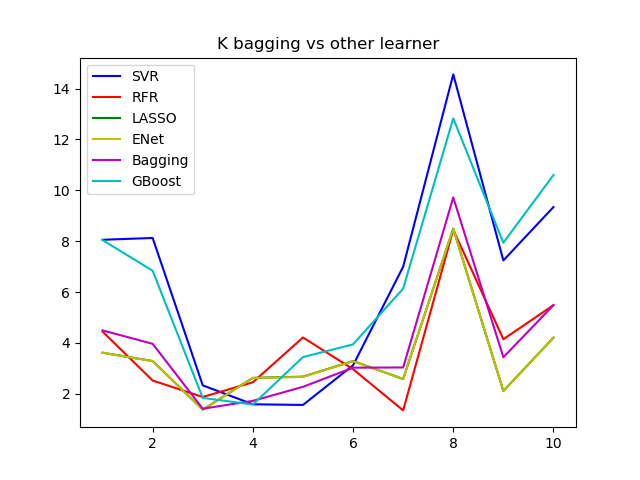 K bagging vs other learner
SVR
RFR
LASSO
ENet
Bagging
GBoost
14
12
10
8
6
4
2
2 4 6 8 10